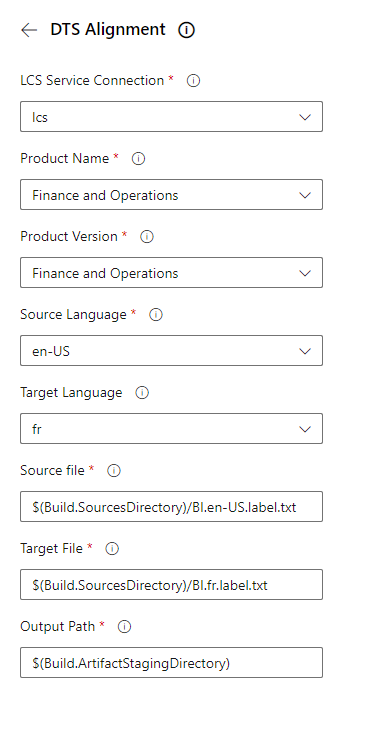 DTS Alignment
LCS Service Connection *
lcs
Product Name *
Finance and Operations
Product Version *
Finance and Operations
Source Language *
en-US
Target Language
fr
Source file *
$(Build.SourcesDirectory)/BI.en-US.label.txt
Target File *
$(Build.SourcesDirectory)/BI.fr.label.txt
Output Path *
$(Build.ArtifactStagingDirectory)